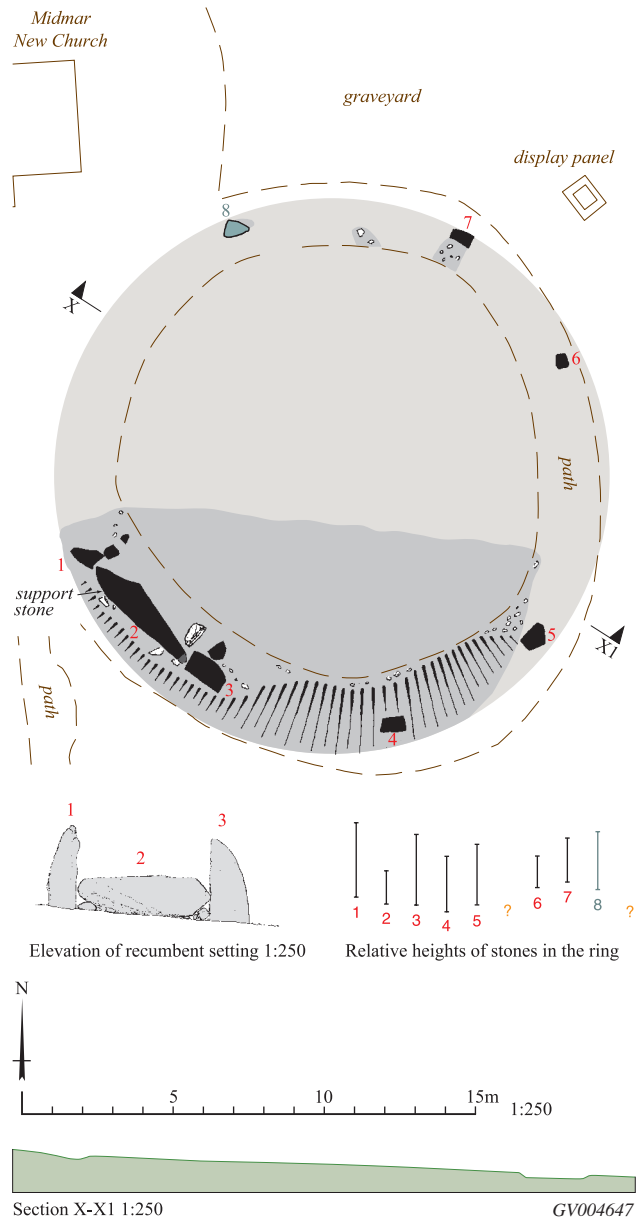 Midmar
New Church
graveyard
display panel
8
7
X
6
path
1
support
stone
2
5
X1
3
path
4
1
3
2
1
2
3
4
5
?
6
7
8
?
Elevation of recumbent setting 1:250
Relative heights of stones in the ring
N
5 10 15m 1:250
Section X-X1 1:250
GV004647